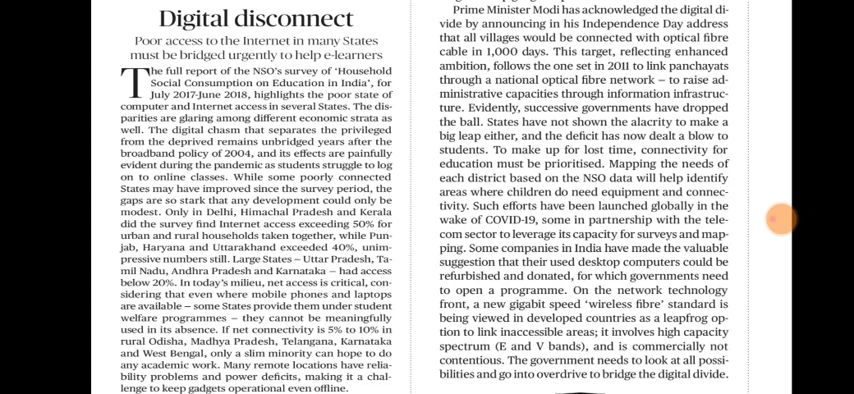 Digital disconnect
Poor access to the Internet in many States
must be bridged urgently to help e-learners
The full report of the NSO's survey of 'Household
Social Consumption on Education in India', for
July 2017-June 2018, highlights the poor state of
computer and Internet access in several States. The dis-
parities are glaring among different economic strata as
well. The digital chasm that separates the privileged
from the deprived remains unbridged years after the
broadband policy of 2004, and its effects are painfully
evident during the pandemic as students struggle to log
on to online classes. While some poorly connected
States may have improved since the survey period, the
gaps are so stark that any development could only be
modest. Only in Delhi, Himachal Pradesh and Kerala
did the survey find Internet access exceeding 50% for
urban and rural households taken together, while Pun-
jab, Haryana and Uttarakhand exceeded 40%, unim-
pressive numbers still. Large States – Uttar Pradesh, Ta-
mil Nadu, Andhra Pradesh and Karnataka – had access
below 20%. In today's milieu, net access is critical, con-
sidering that even where mobile phones and laptops
are available – some States provide them under student
welfare programmes – they cannot be meaningfully
used in its absence. If net connectivity is 5% to 10% in
rural Odisha, Madhya Pradesh, Telangana, Karnataka
and West Bengal, only a slim minority can hope to do
any academic work. Many remote locations have relia-
bility problems and power deficits, making it a chal-
lenge to keep gadgets operational even offline.
Prime Minister Modi has acknowledged the digital di-
vide by announcing in his Independence Day address
that all villages would be connected with optical fibre
cable in 1,000 days. This target, reflecting enhanced
ambition, follows the one set in 2011 to link panchayats
through a national optical fibre network – to raise ad-
ministrative capacities through information infrastruc-
ture. Evidently, successive governments have dropped
the ball. States have not shown the alacrity to make a
big leap either, and the deficit has now dealt a blow to
students. To make up for lost time, connectivity for
education must be prioritised. Mapping the needs of
each district based on the NSO data will help identify
areas where children do need equipment and connec-
tivity. Such efforts have been launched globally in the
wake of COVID-19, some in partnership with the tele-
com sector to leverage its capacity for surveys and map-
ping. Some companies in India have made the valuable
suggestion that their used desktop computers could be
refurbished and donated, for which governments need
to open a programme. On the network technology
front, a new gigabit speed 'wireless fibre' standard is
being viewed in developed countries as a leapfrog op-
tion to link inaccessible areas; it involves high capacity
spectrum (E and V bands), and is commercially not
contentious. The government needs to look at all possi-
bilities and go into overdrive to bridge the digital divide.